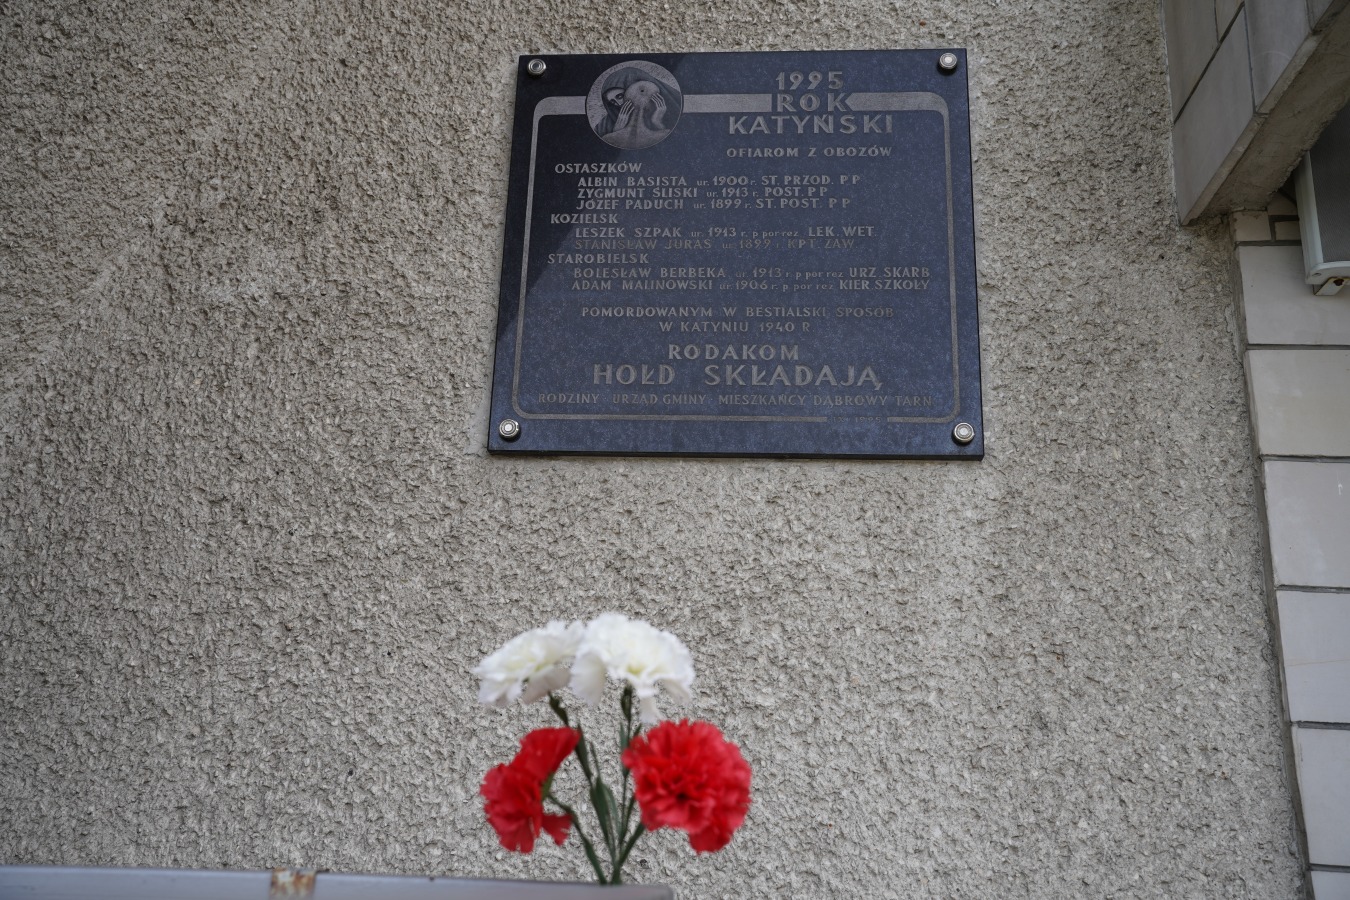 1995
ROK
KATYŃSKI
OFIAROM Z OBOZÓW
OSTASZKÓW
ALBIN BASISTA ur. 1900 r. ST. PRZOD. P P
ZYGMUNT ŚLISKI ur. 1913 r. POST. P P
JÓZEF PADUCH ur. 1899 r. ST. POST. P P
KOZIELSK
LESZEK SZPAK ur. 1913 r. p por rez. LEK. WET
STANISŁAW JURAS ur. 1899 r. KPT. ZAW.
STAROBIELSK
BOLESŁAW BERBEKA ur. 1913 r. p por rez URZ SKARB
ADAM MALINOWSKI ur. 1906 r. p por rez KIER SZKOŁY
POMORDOWANYM W BESTIALSKI SPOSÓB
W KATYNIU 1940 R
RODAKOM
HOŁD SKŁADAJĄ
RODZINY · URZĄD GMINY · MIESZKAŃCY DĄBROWY TARN